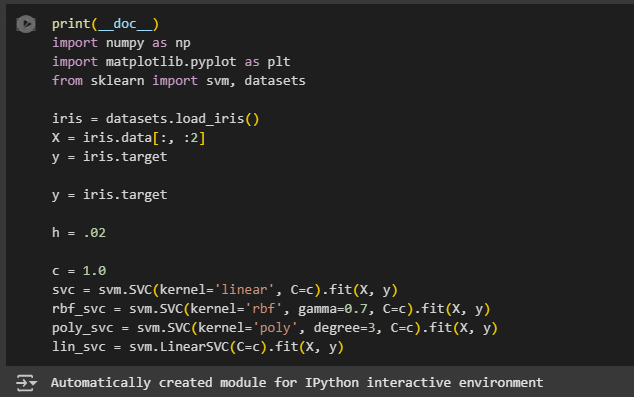 print(__doc__)
import numpy as np
import matplotlib.pyplot as plt
from sklearn import svm, datasets

iris = datasets.load_iris()
X = iris.data[:, :2]
y = iris.target

y = iris.target

h = .02

c = 1.0
svc = svm.SVC(kernel='linear', C=c).fit(X, y)
rbf_svc = svm.SVC(kernel='rbf', gamma=0.7, C=c).fit(X, y)
poly_svc = svm.SVC(kernel='poly', degree=3, C=c).fit(X, y)
lin_svc = svm.LinearSVC(C=c).fit(X, y)
Automatically created module for IPython interactive environment